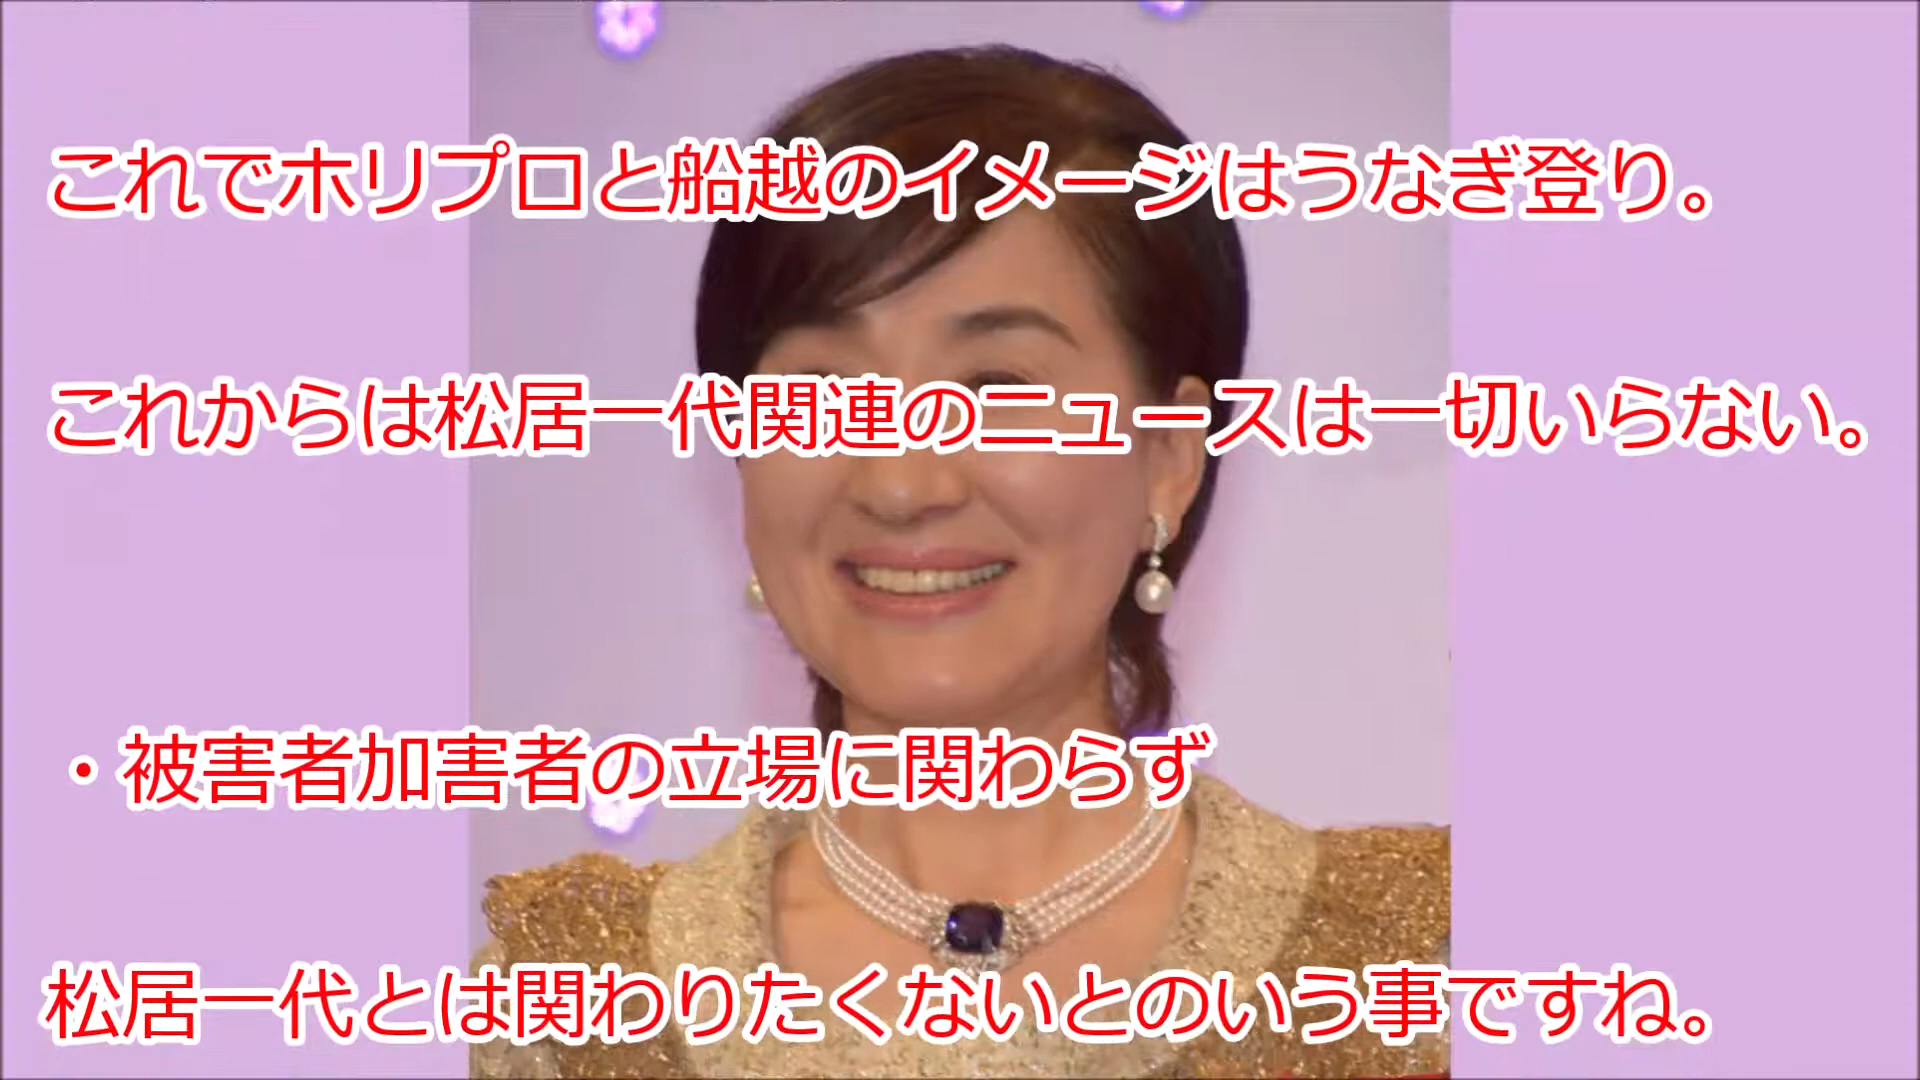 これでホリプロと船越のイメージはうなぎ登り。
これからは松居一代関連のニュースは一切いらない。
・被害者加害者の立場に関わらず
松居一代とは関わりたくないとのいう事ですね。